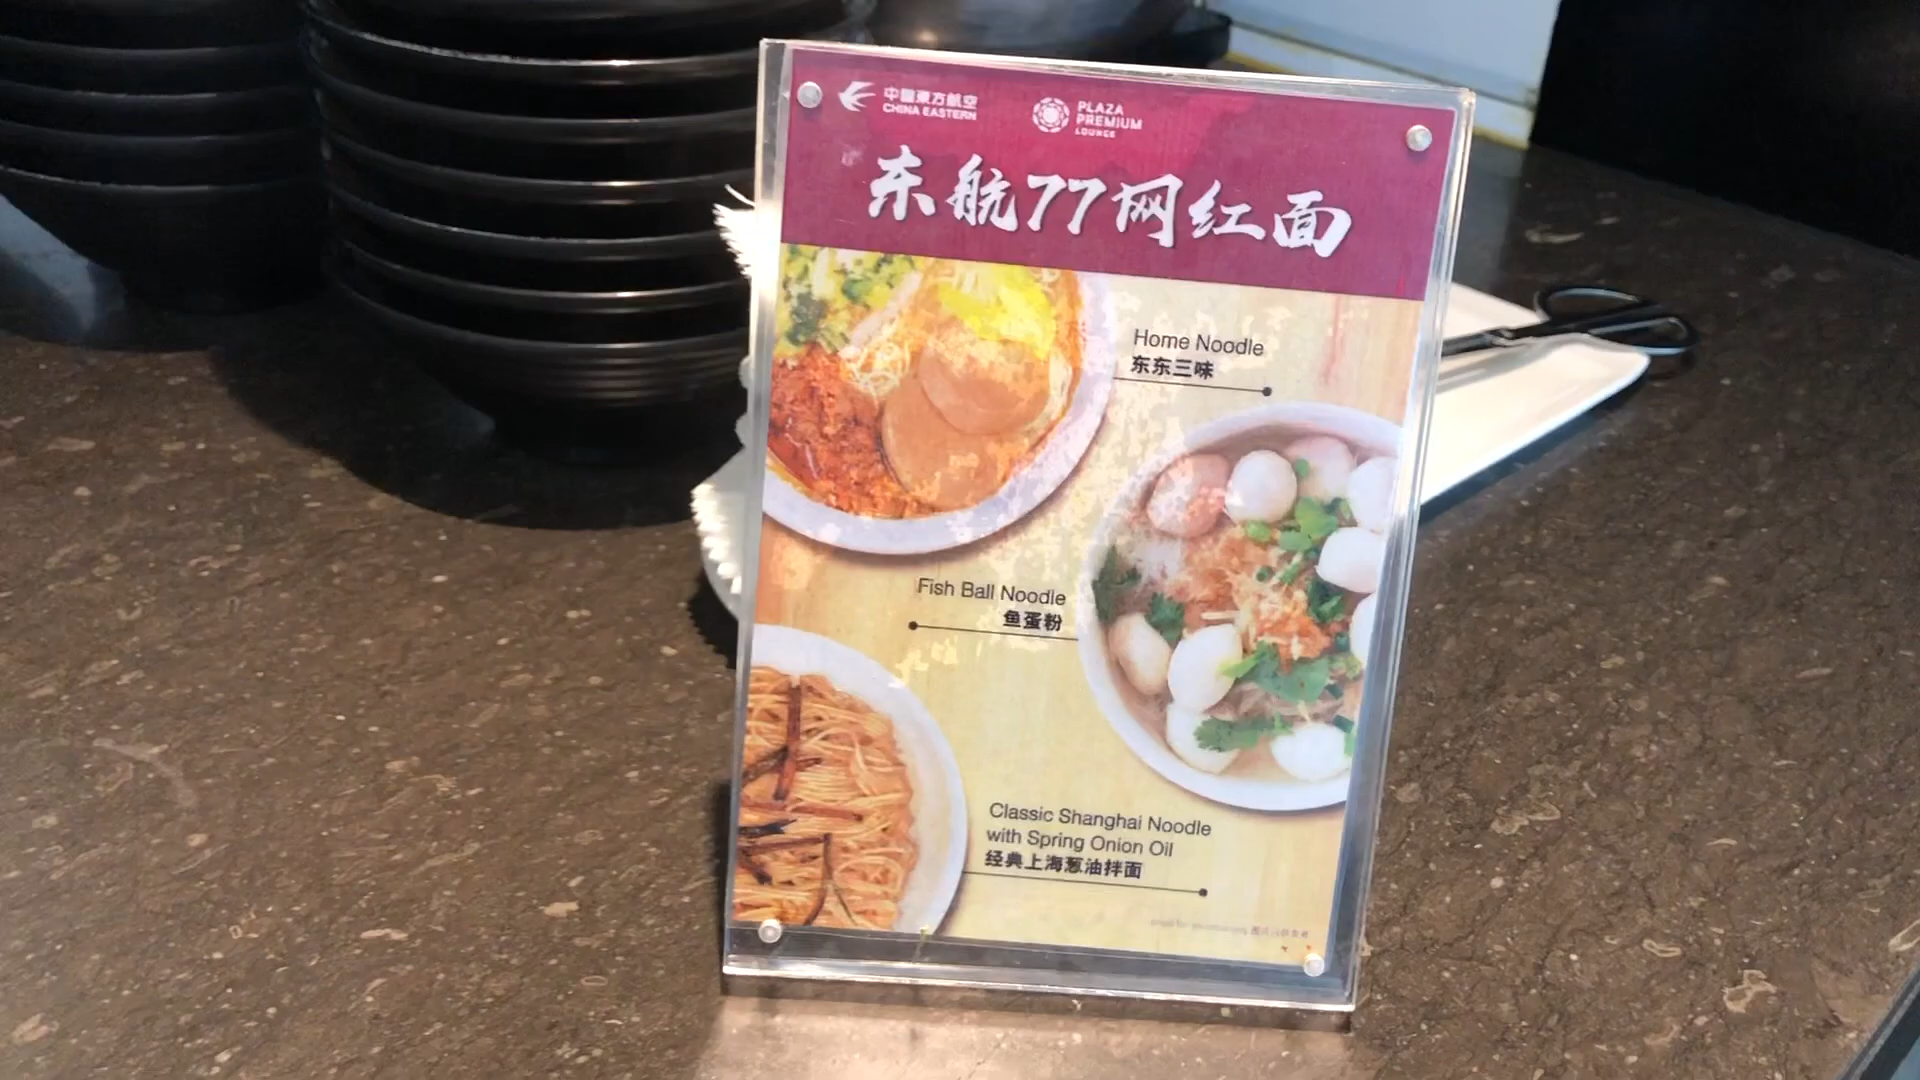 中國東方航空
CHINA EASTERN
PLAZA
PREMIUM
LOUNGE
东航77网红面
Home Noodle
东东三味
Fish Ball Noodle
鱼蛋粉
Classic Shanghai Noodle
with Spring Onion Oil
经典上海葱油拌面